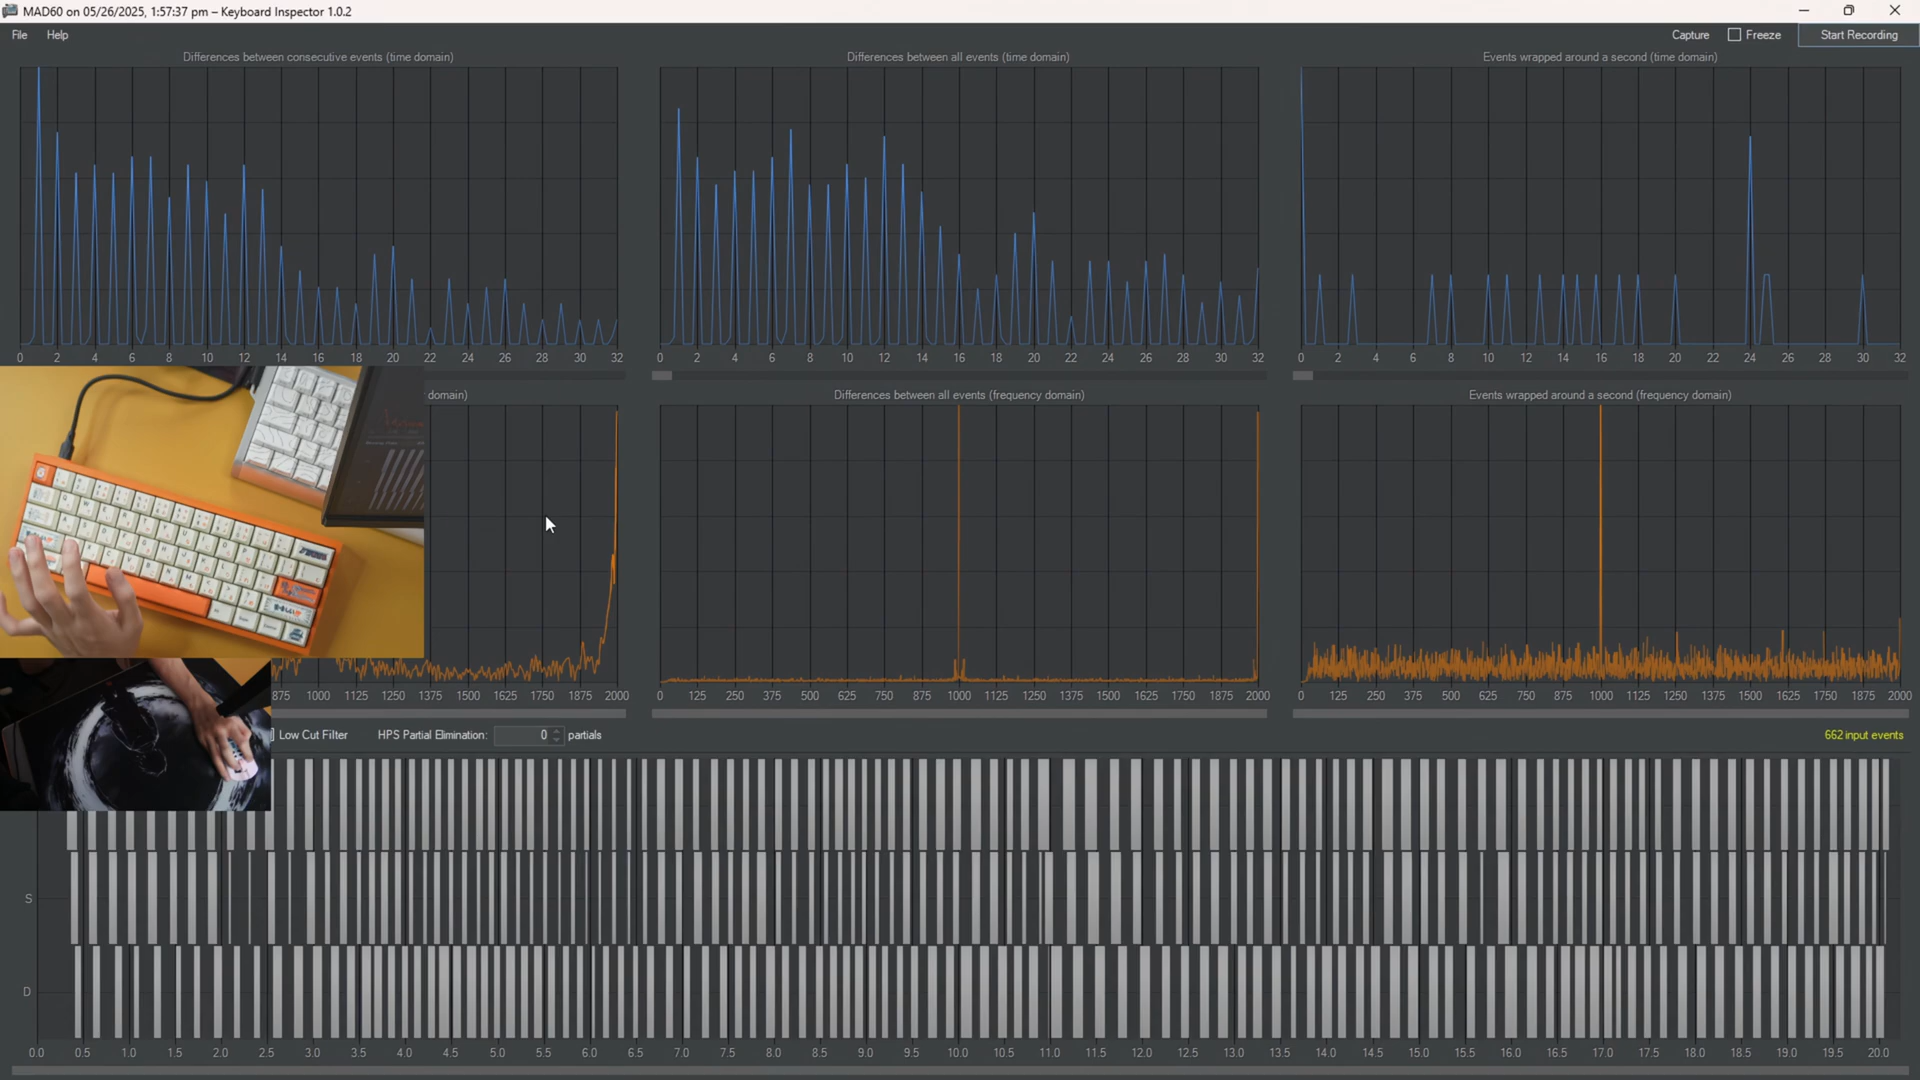 MAD60 on 05/26/2025, 1:57:37 pm – Keyboard Inspector 1.0.2
File Help Capture Freeze Start Recording
Differences between consecutive events (time domain)
Differences between all events (time domain)
Events wrapped around a second (time domain)
0 2 4 6 8 10 12 14 16 18 20 22 24 26 28 30 32
0 2 4 6 8 10 12 14 16 18 20 22 24 26 28 30 32
0 2 4 6 8 10 12 14 16 18 20 22 24 26 28 30 32
domain)
Differences between all events (frequency domain)
Events wrapped around a second (frequency domain)
875 1000 1125 1250 1375 1500 1625 1750 1875 2000
0 125 250 375 500 625 750 875 1000 1125 1250 1375 1500 1625 1750 1875 2000
0 125 250 375 500 625 750 875 1000 1125 1250 1375 1500 1625 1750 1875 2000
Low Cut Filter HPS Partial Elimination: 0 partials
662 input events
S
D
0.0 0.5 1.0 1.5 2.0 2.5 3.0 3.5 4.0 4.5 5.0 5.5 6.0 6.5 7.0 7.5 8.0 8.5 9.0 9.5 10.0 10.5 11.0 11.5 12.0 12.5 13.0 13.5 14.0 14.5 15.0 15.5 16.0 16.5 17.0 17.5 18.0 18.5 19.0 19.5 20.0